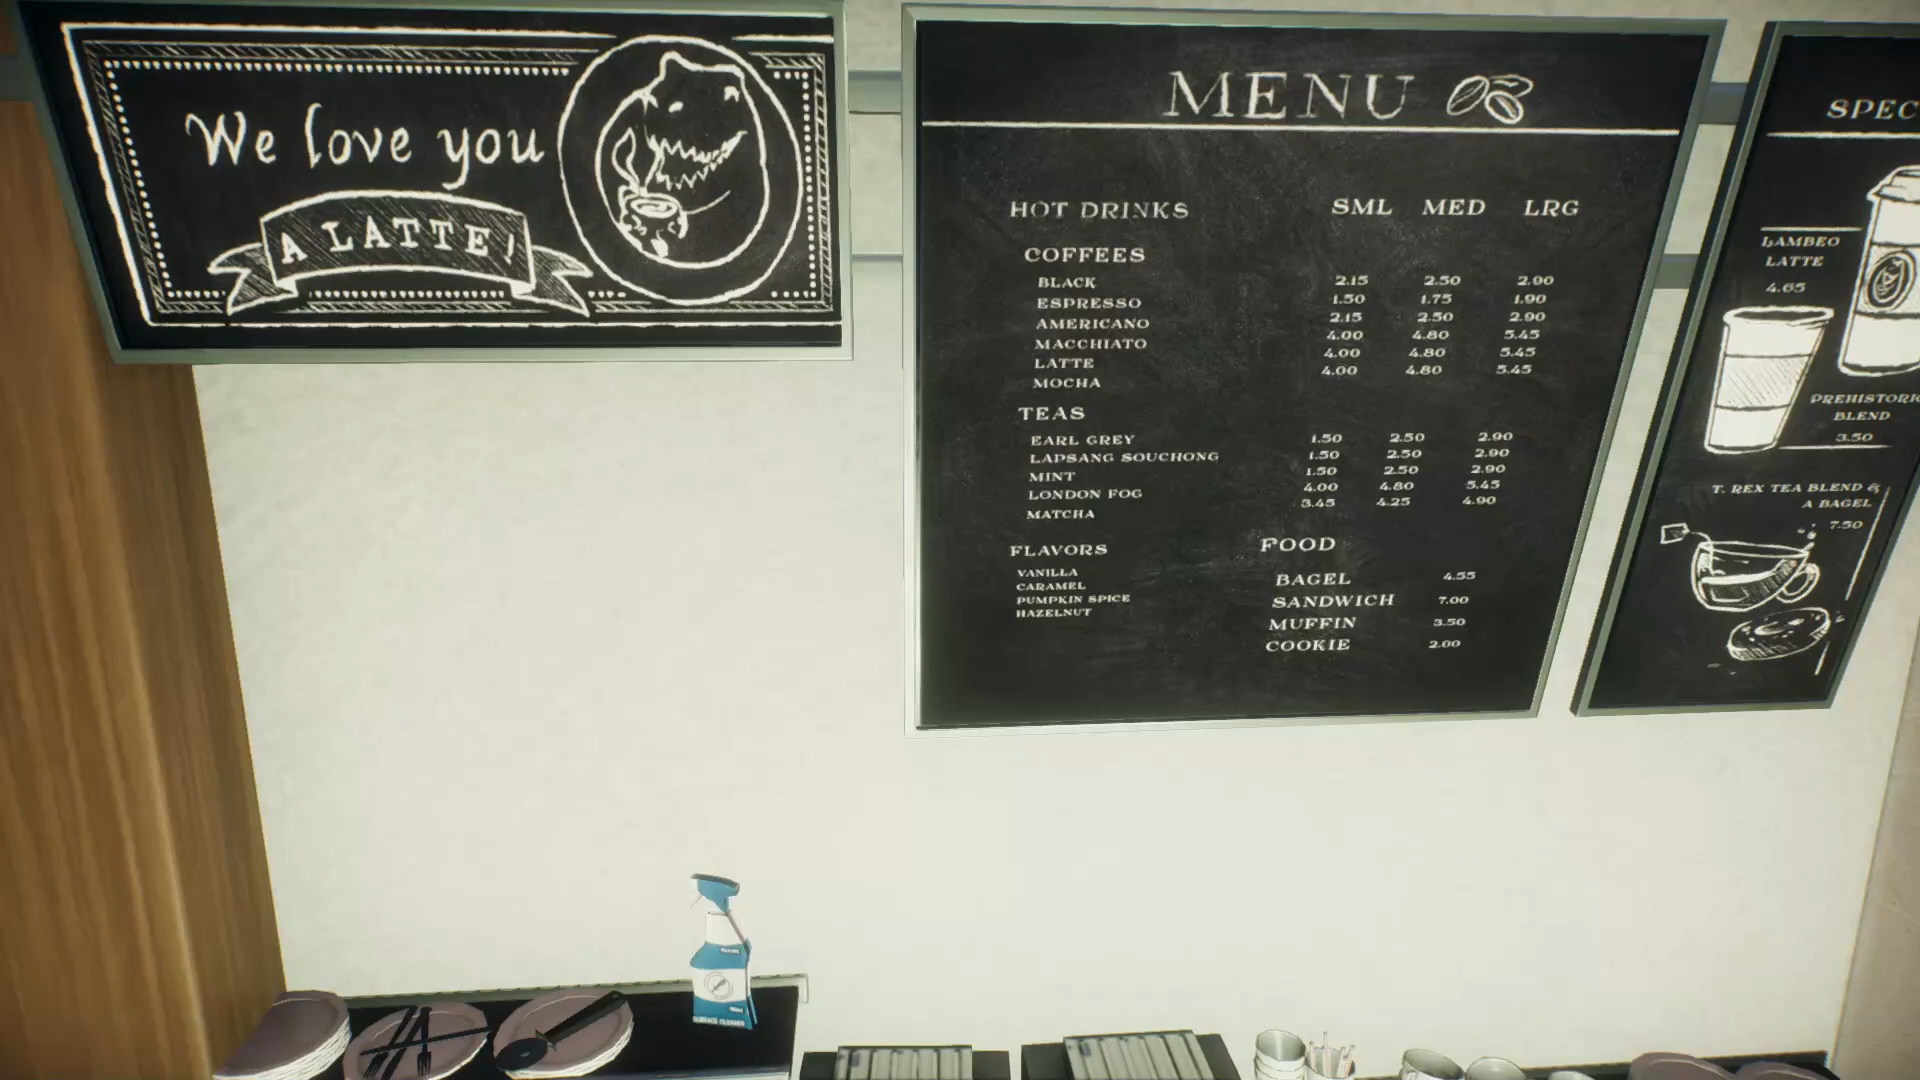 We love you
A LATTE!
MENU
HOT DRINKS SML MED LRG
COFFEES
BLACK 2.15 2.50 2.90
ESPRESSO 1.50 1.75 1.90
AMERICANO 2.15 2.50 2.90
MACCHIATO 4.00 4.80 5.45
LATTE 4.00 4.80 5.45
MOCHA 4.00 4.80 5.45
TEAS
EARL GREY 1.50 2.50 2.90
LAPSANG SOUCHONG 1.50 2.50 2.90
MINT 1.50 2.50 2.90
LONDON FOG 4.00 4.80 5.45
MATCHA 3.45 4.25 4.90
FLAVORS
VANILLA
CARAMEL
PUMPKIN SPICE
HAZELNUT
FOOD
BAGEL 4.55
SANDWICH 7.00
MUFFIN 3.50
COOKIE 2.00
SPEC
LAMBEO
LATTE
4.65
PREHISTORIC
BLEND
3.50
T. REX TEA BLEND &
A BAGEL
7.50
SURFACE CLEANER